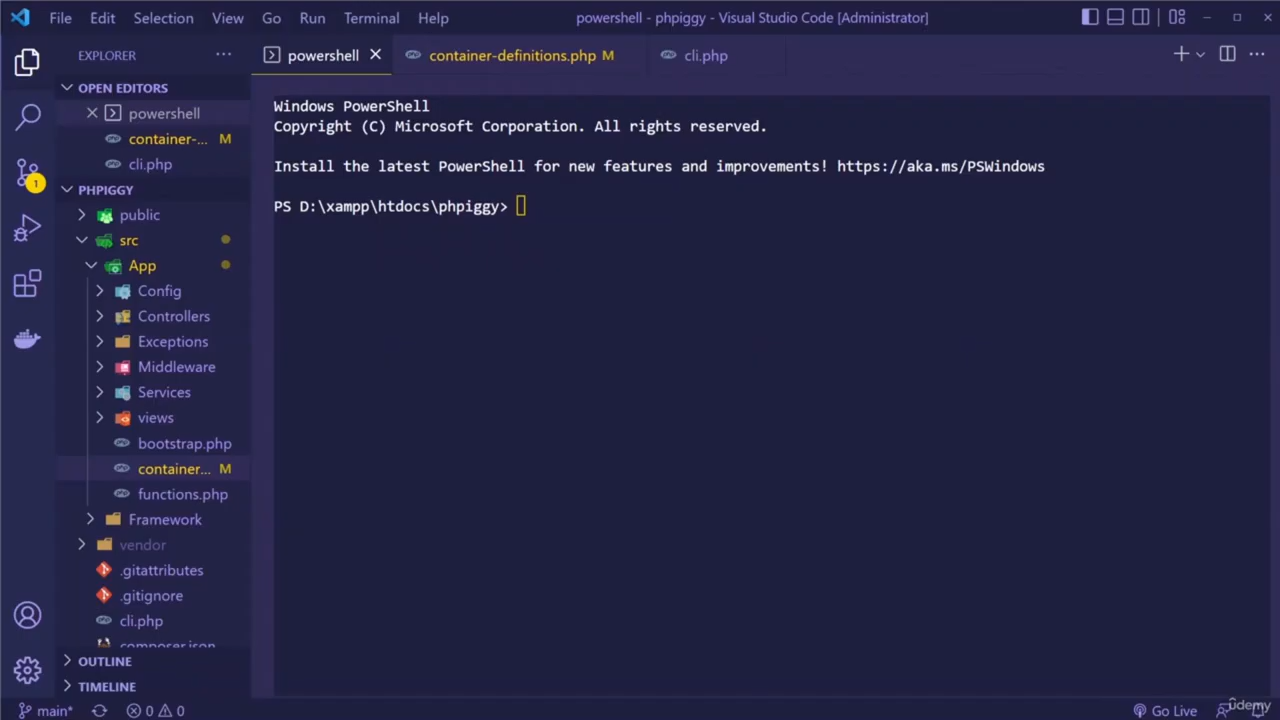 File Edit Selection View Go Run Terminal Help powershell - phpiggy - Visual Studio Code [Administrator]
EXPLORER
powershell
container-definitions.php M
cli.php
OPEN EDITORS
powershell
container-... M
cli.php
PHPIGGY
public
src
App
Config
Controllers
Exceptions
Middleware
Services
views
bootstrap.php
container... M
functions.php
Framework
vendor
.gitattributes
.gitignore
cli.php
composer.json
OUTLINE
TIMELINE
1
Windows PowerShell
Copyright (C) Microsoft Corporation. All rights reserved.
Install the latest PowerShell for new features and improvements! https://aka.ms/PSWindows
PS D:\xampp\htdocs\phpiggy>
main* 0 0 Go Live
ûdemy